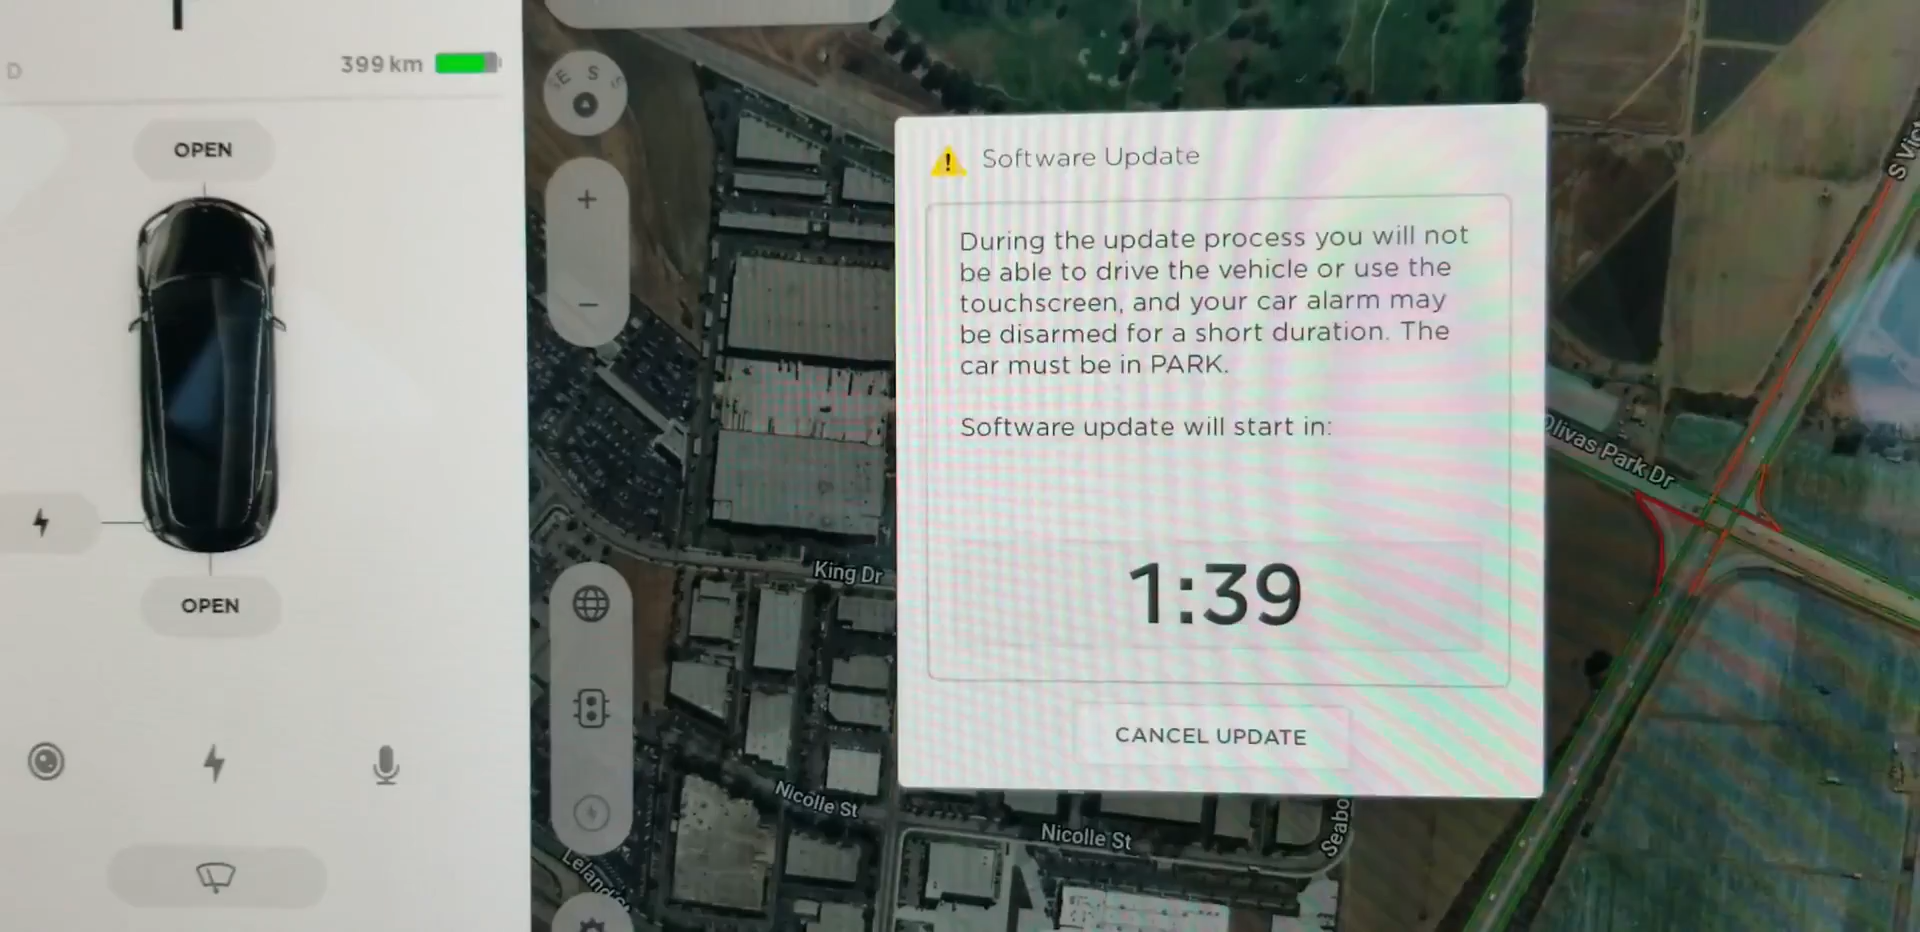 D
399 km
OPEN
OPEN
E S
+
−
Software Update
During the update process you will not
be able to drive the vehicle or use the
touchscreen, and your car alarm may
be disarmed for a short duration. The
car must be in PARK.
Software update will start in:
1:39
CANCEL UPDATE
S Vict
Olivas Park Dr
King Dr
Nicolle St
Nicolle St
Seabo